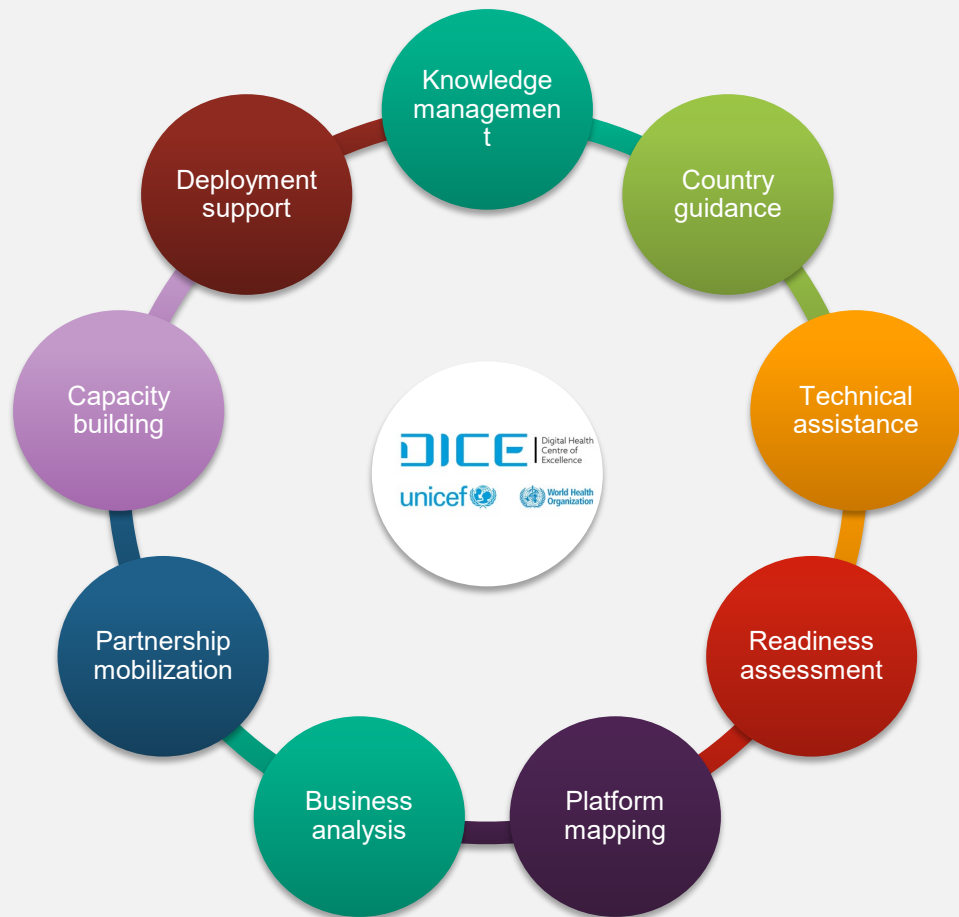 Knowledge
managemen
t
Country
guidance
Technical
assistance
Readiness
assessment
Platform
mapping
Business
analysis
Partnership
mobilization
Capacity
building
Deployment
support
DICE
Digital Health
Centre of
Excellence
unicef
World Health
Organization